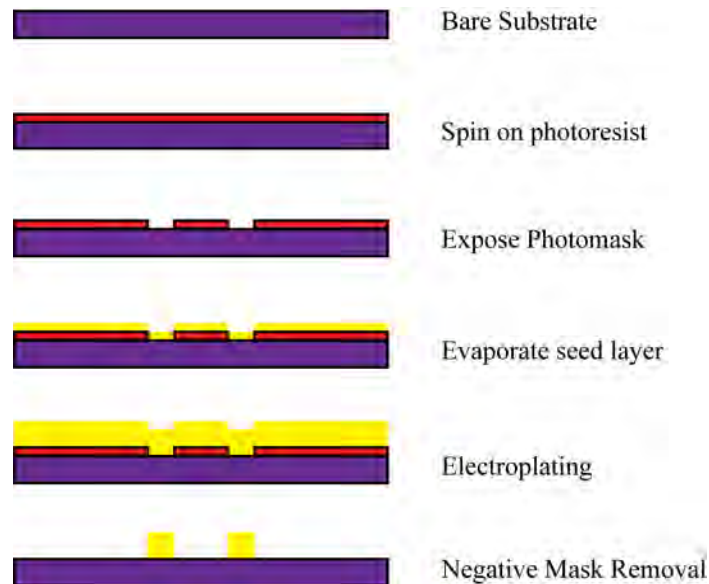 Bare Substrate
Spin on photoresist
Expose Photomask
Evaporate seed layer
Electroplating
Negative Mask Removal